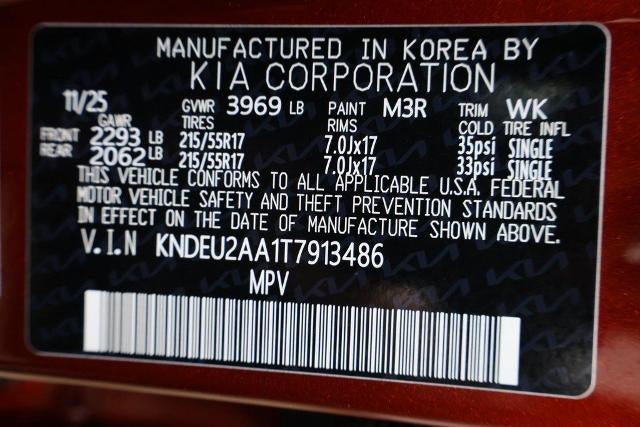 MANUFACTURED IN KOREA BY
KIA CORPORATION
11/25 GVWR 3969 LB PAINT M3R TRIM WK
GAWR TIRES RIMS COLD TIRE INFL
FRONT 2293 LB 215/55R17 7.0Jx17 35psi SINGLE
REAR 2062 LB 215/55R17 7.0Jx17 33psi SINGLE
THIS VEHICLE CONFORMS TO ALL APPLICABLE U.S.A. FEDERAL
MOTOR VEHICLE SAFETY AND THEFT PREVENTION STANDARDS
IN EFFECT ON THE DATE OF MANUFACTURE SHOWN ABOVE.
V.I.N KNDEU2AA1T7913486
MPV